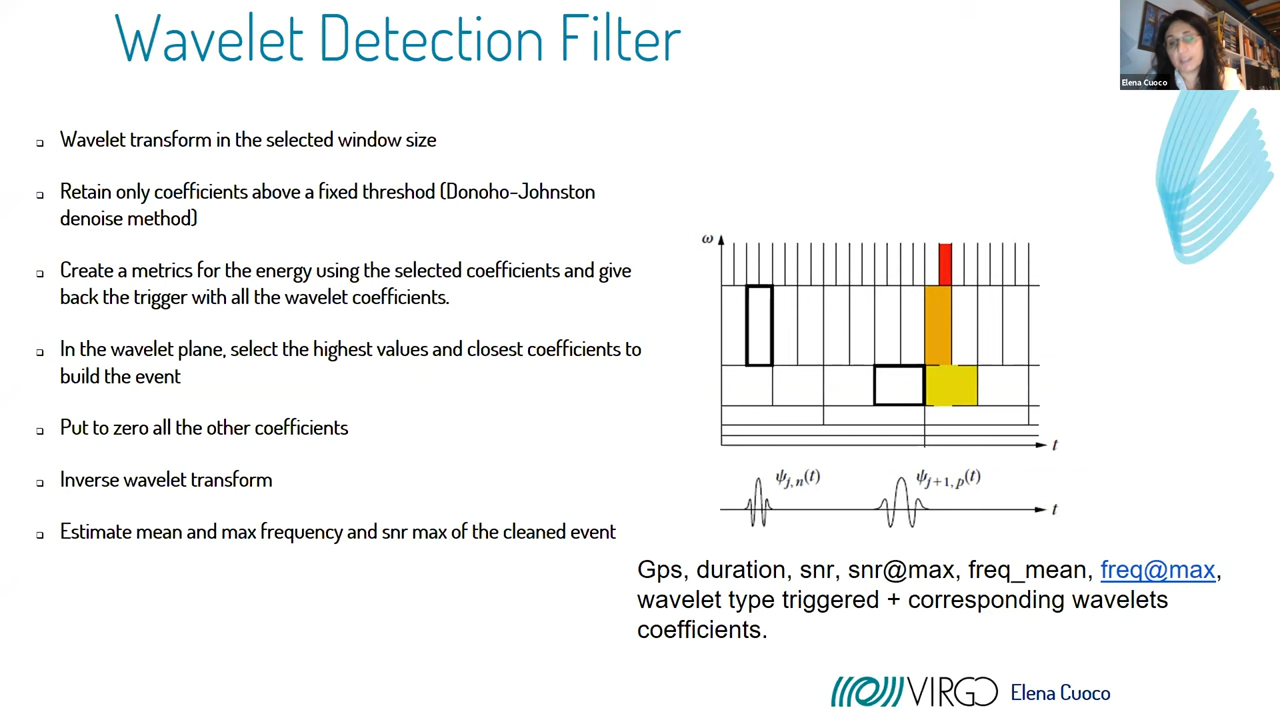 Wavelet Detection Filter
Elena Cuoco
Wavelet transform in the selected window size
Retain only coefficients above a fixed threshod (Donoho-Johnston
denoise method)
Create a metrics for the energy using the selected coefficients and give
back the trigger with all the wavelet coefficients.
In the wavelet plane, select the highest values and closest coefficients to
build the event
Put to zero all the other coefficients
Inverse wavelet transform
Estimate mean and max frequency and snr max of the cleaned event
ω
t
ψj,n(t)
ψj+1,p(t)
t
Gps, duration, snr, snr@max, freq_mean, freq@max,
wavelet type triggered + corresponding wavelets
coefficients.
VIRGO
Elena Cuoco